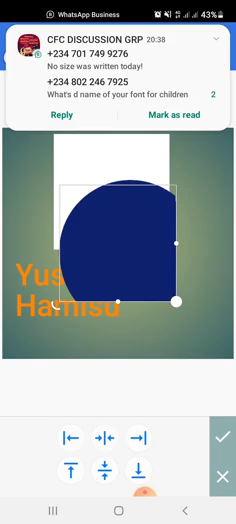 WhatsApp Business
43%
CFC DISCUSSION GRP 20:38
+234 701 749 9276
No size was written today!
+234 802 246 7925
What's d name of your font for children 2
Reply Mark as read
Yus
Hamisu